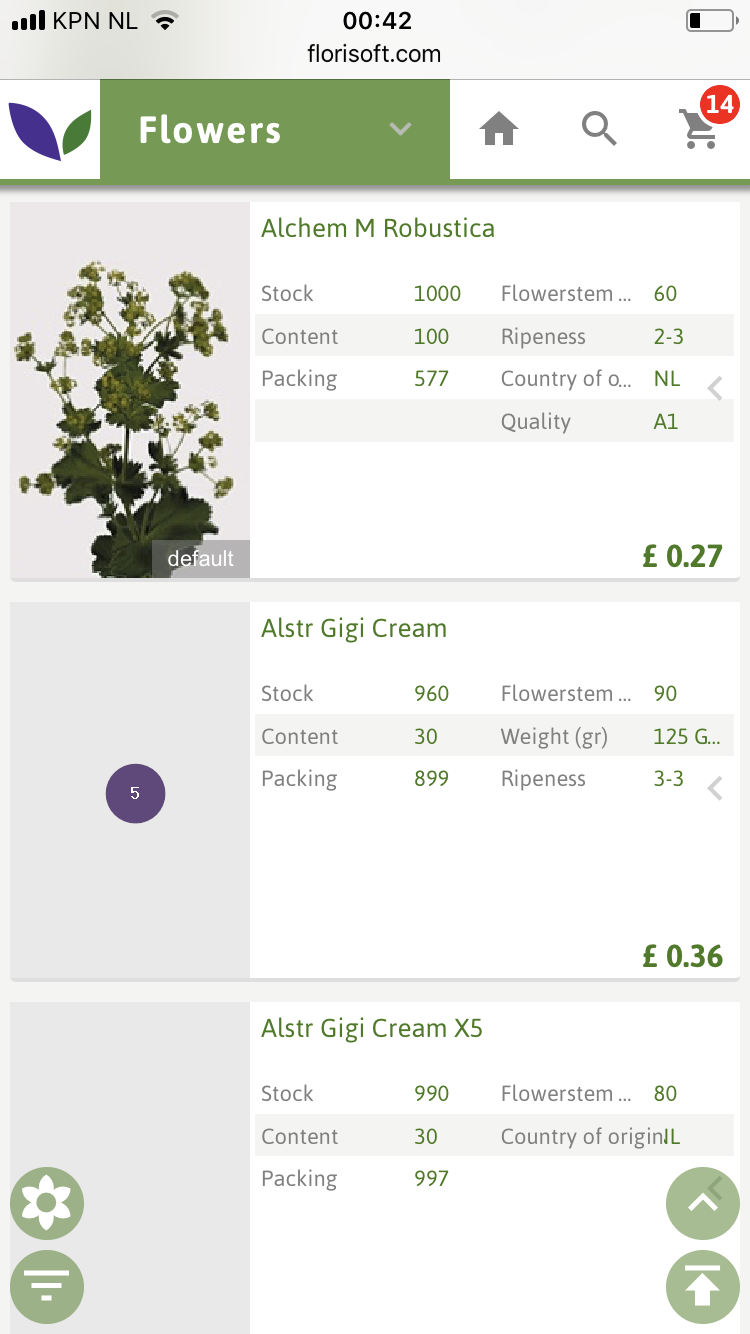 KPN NL 00:42
florisoft.com
Flowers 14
Alchem M Robustica
Stock 1000 Flowerstem ... 60
Content 100 Ripeness 2-3
Packing 577 Country of o... NL
Quality A1
default
£ 0.27
Alstr Gigi Cream
Stock 960 Flowerstem ... 90
Content 30 Weight (gr) 125 G...
Packing 899 Ripeness 3-3
5
£ 0.36
Alstr Gigi Cream X5
Stock 990 Flowerstem ... 80
Content 30 Country of origin
Packing 997